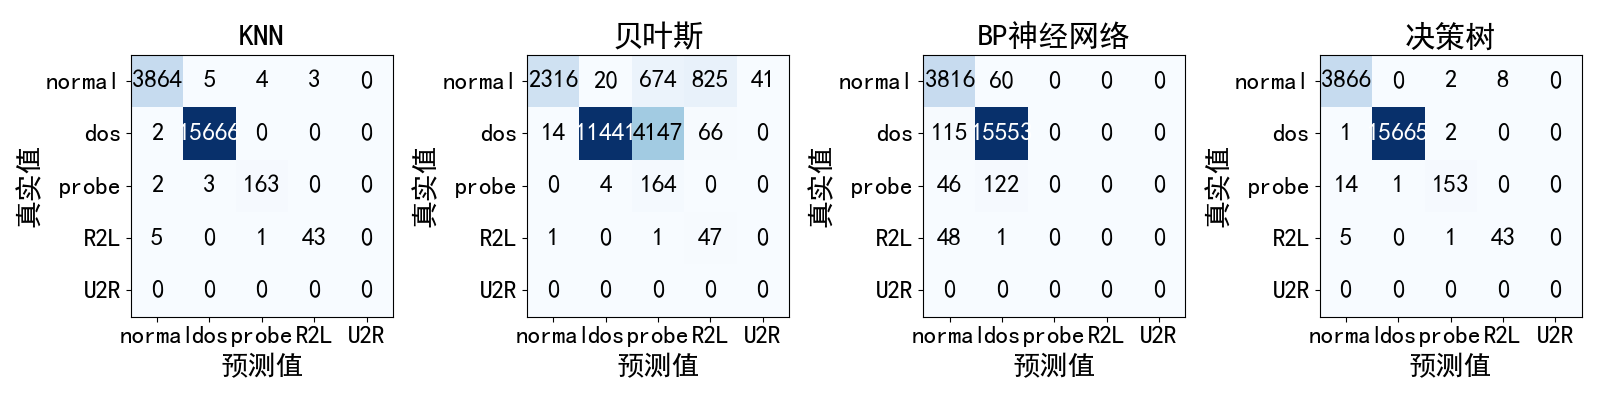 KNN
真实值
normal 3864 5 4 3 0
dos 2 15666 0 0 0
probe 2 3 163 0 0
R2L 5 0 1 43 0
U2R 0 0 0 0 0
normal dos probe R2L U2R
预测值
贝叶斯
真实值
normal 2316 20 674 825 41
dos 14 11441 4147 66 0
probe 0 4 164 0 0
R2L 1 0 1 47 0
U2R 0 0 0 0 0
normal dos probe R2L U2R
预测值
BP神经网络
真实值
normal 3816 60 0 0 0
dos 115 15553 0 0 0
probe 46 122 0 0 0
R2L 48 1 0 0 0
U2R 0 0 0 0 0
normal dos probe R2L U2R
预测值
决策树
真实值
normal 3866 0 2 8 0
dos 1 15665 2 0 0
probe 14 1 153 0 0
R2L 5 0 1 43 0
U2R 0 0 0 0 0
normal dos probe R2L U2R
预测值